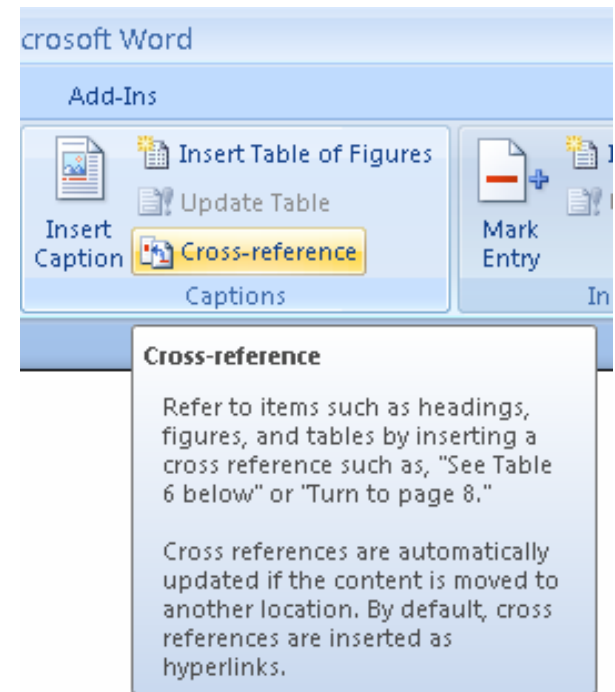 crosoft Word
Add-Ins
Insert Table of Figures
Update Table
Insert
Caption
Cross-reference
Captions
Mark
Entry
In
Cross-reference
Refer to items such as headings,
figures, and tables by inserting a
cross reference such as, "See Table
6 below" or "Turn to page 8."
Cross references are automatically
updated if the content is moved to
another location. By default, cross
references are inserted as
hyperlinks.